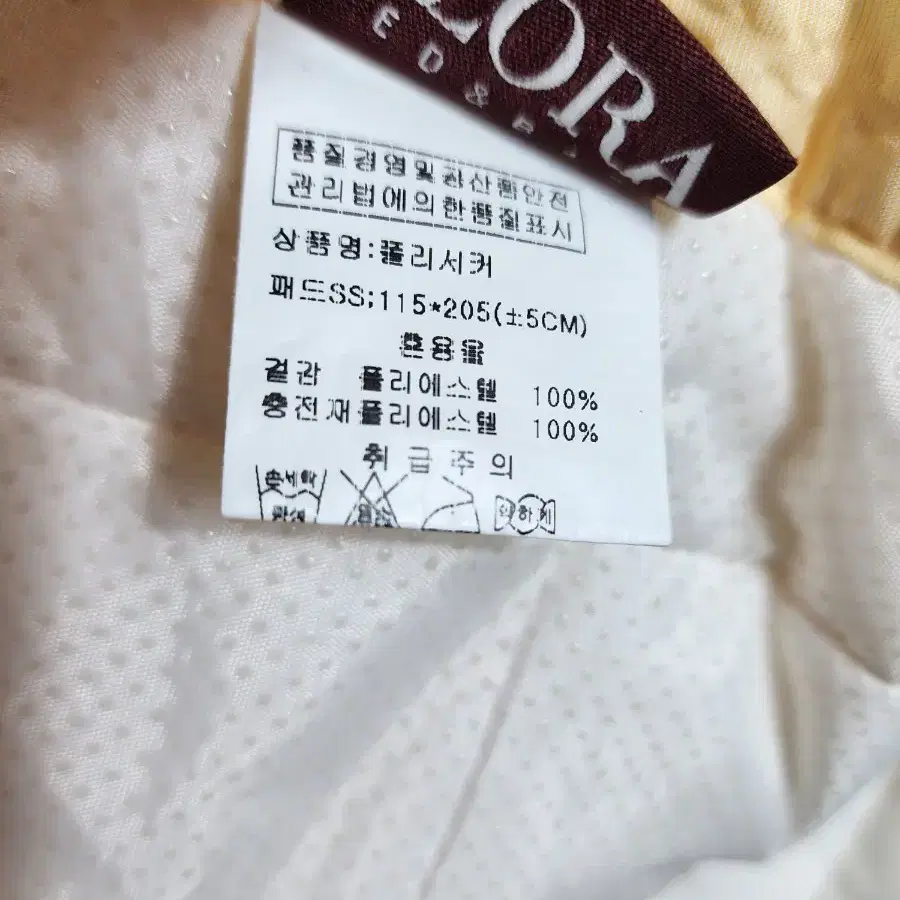 LORA
ED &
품질경영및공산품안전
관리법에의한품질표시
상품명:폴리서커
패드SS;115*205(±5CM)
혼용율
겉감 폴리에스텔 100%
충전재폴리에스텔 100%
취급주의
손세탁
약하게